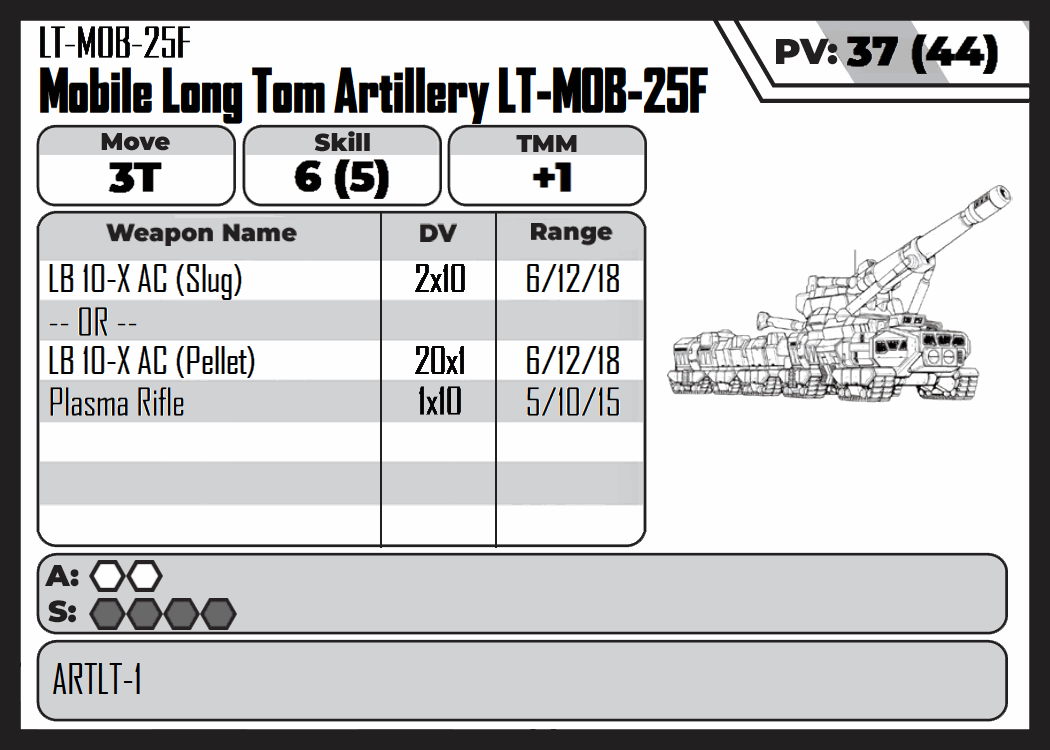 LT-MOB-25F
Mobile Long Tom Artillery LT-MOB-25F
PV: 37 (44)
Move
3T
Skill
6 (5)
TMM
+1
Weapon Name DV Range
LB 10-X AC (Slug) 2x10 6/12/18
-- OR --
LB 10-X AC (Pellet) 20x1 6/12/18
Plasma Rifle 1x10 5/10/15
A:
S:
ARTLT-1